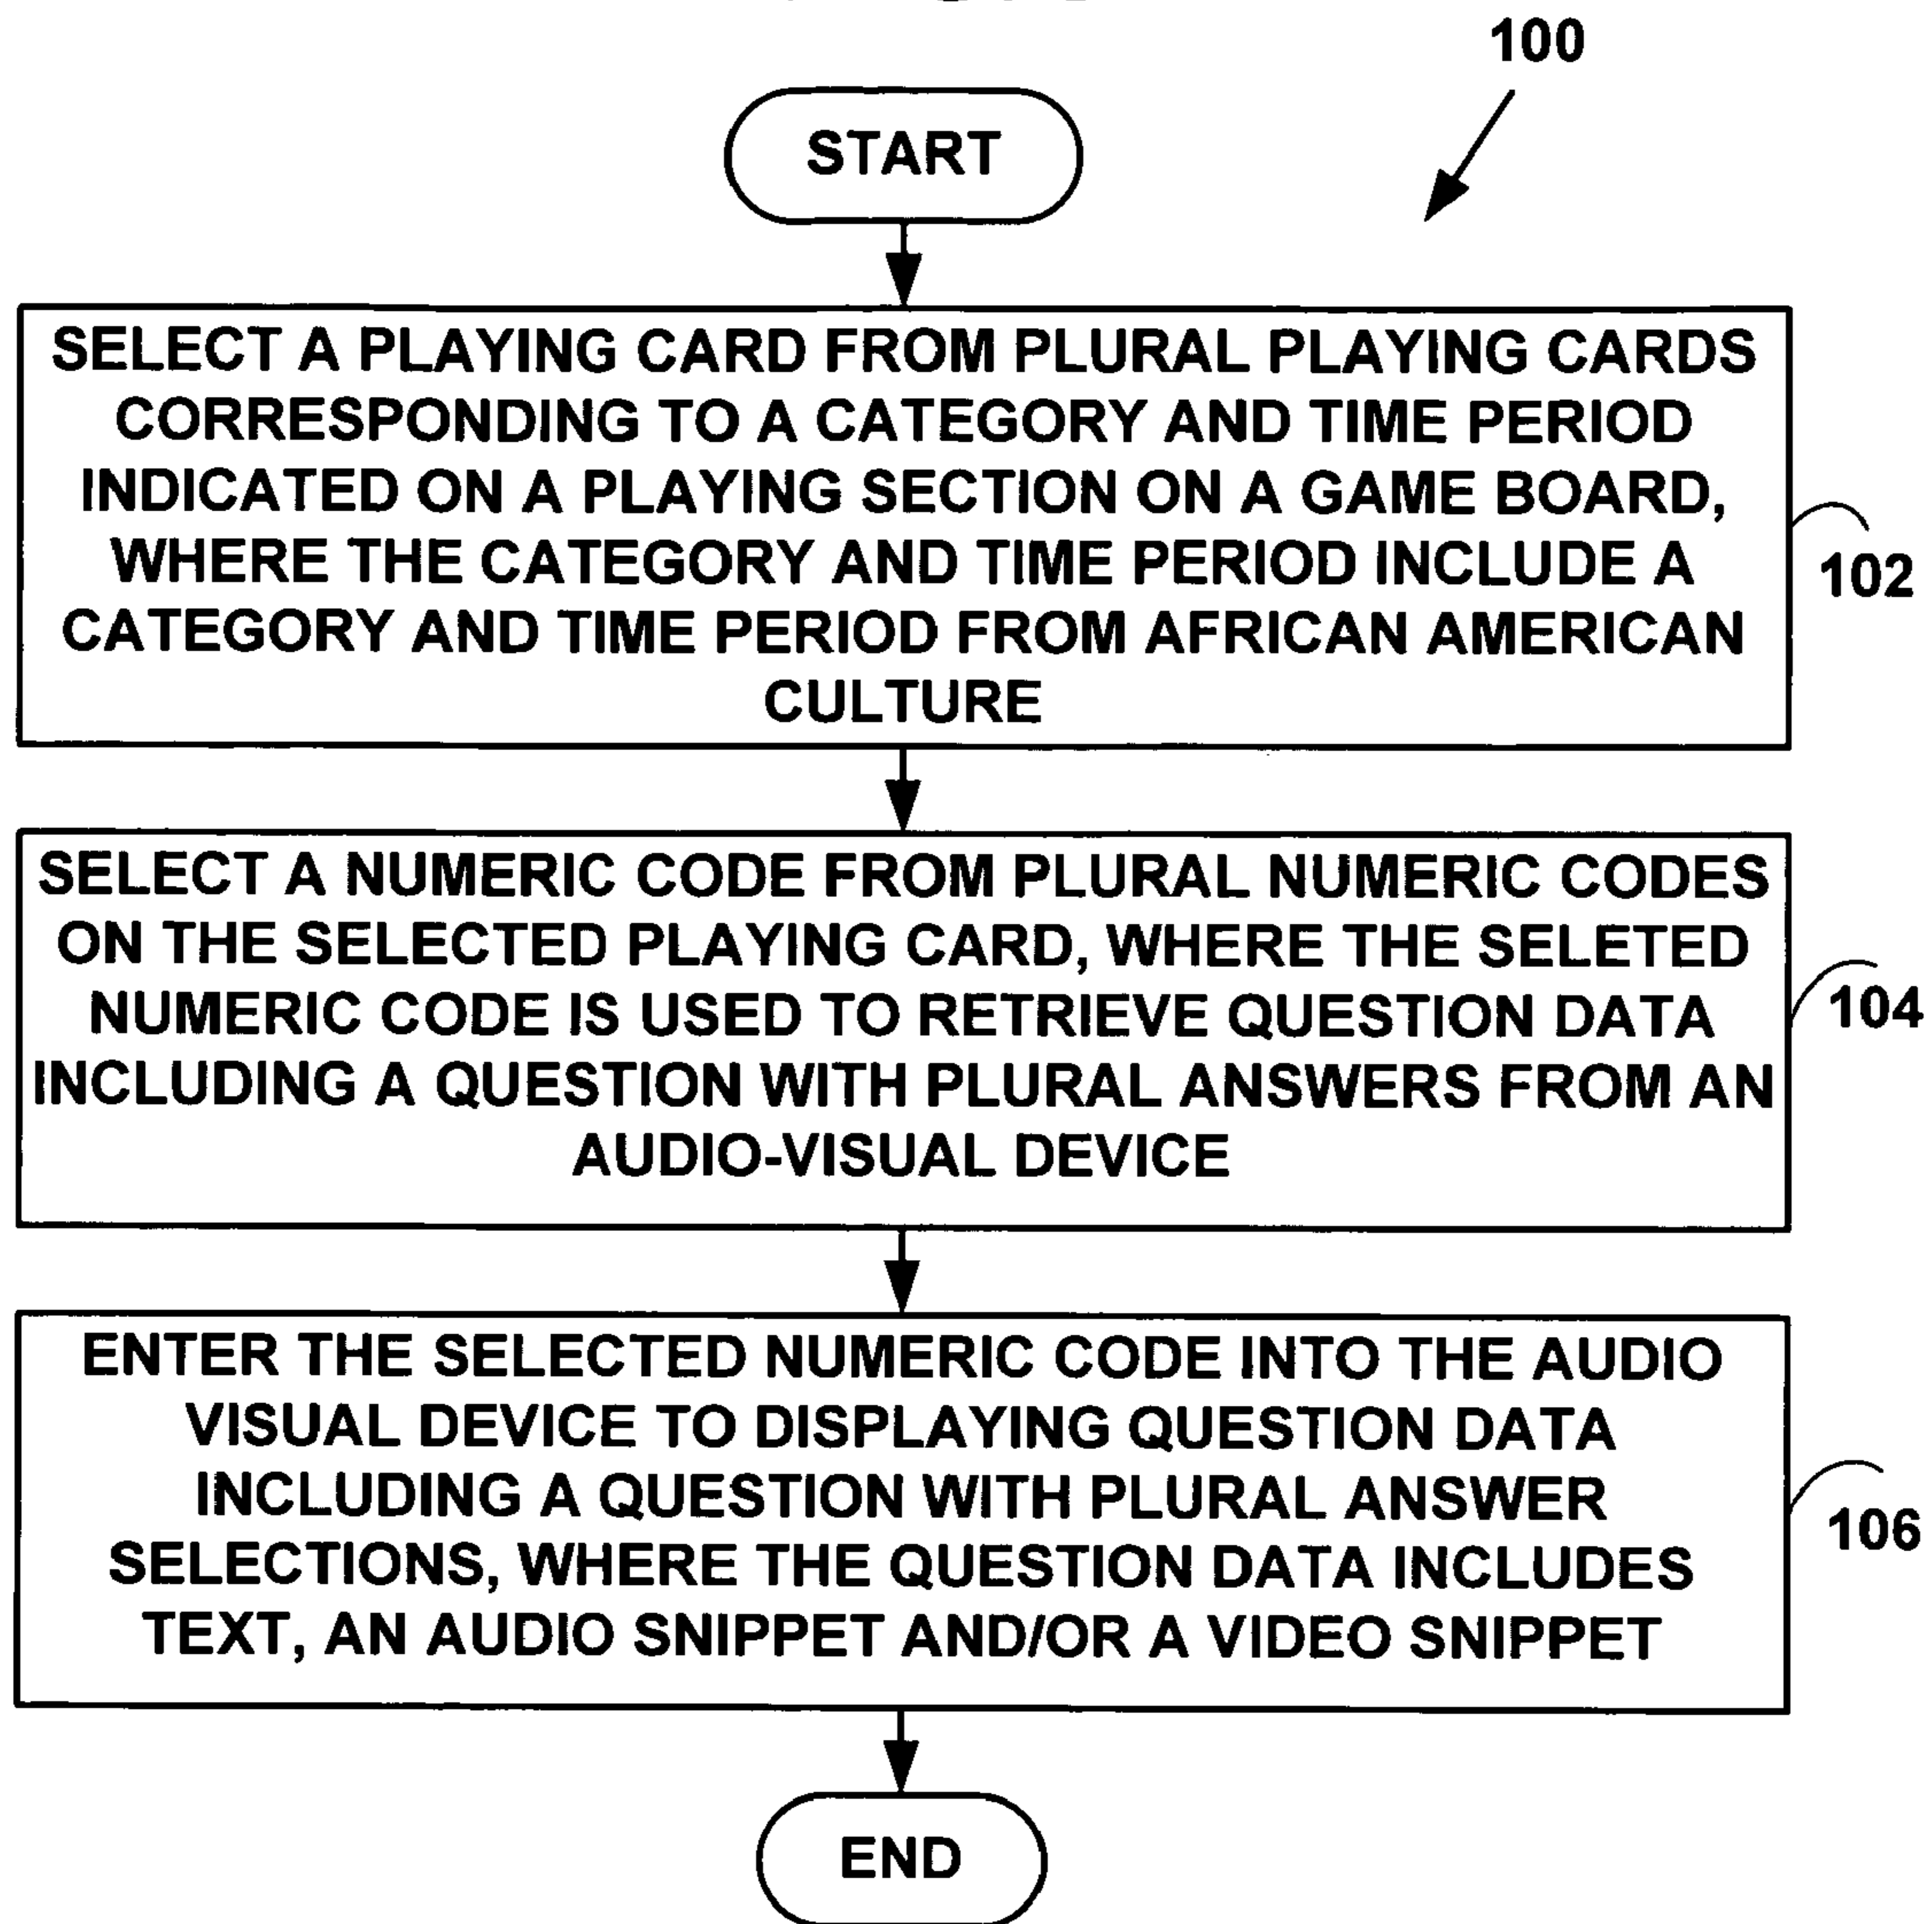 100
START
SELECT A PLAYING CARD FROM PLURAL PLAYING CARDS
CORRESPONDING TO A CATEGORY AND TIME PERIOD
INDICATED ON A PLAYING SECTION ON A GAME BOARD,
WHERE THE CATEGORY AND TIME PERIOD INCLUDE A
CATEGORY AND TIME PERIOD FROM AFRICAN AMERICAN
CULTURE
102
SELECT A NUMERIC CODE FROM PLURAL NUMERIC CODES
ON THE SELECTED PLAYING CARD, WHERE THE SELETED
NUMERIC CODE IS USED TO RETRIEVE QUESTION DATA
INCLUDING A QUESTION WITH PLURAL ANSWERS FROM AN
AUDIO-VISUAL DEVICE
104
ENTER THE SELECTED NUMERIC CODE INTO THE AUDIO
VISUAL DEVICE TO DISPLAYING QUESTION DATA
INCLUDING A QUESTION WITH PLURAL ANSWER
SELECTIONS, WHERE THE QUESTION DATA INCLUDES
TEXT, AN AUDIO SNIPPET AND/OR A VIDEO SNIPPET
106
END